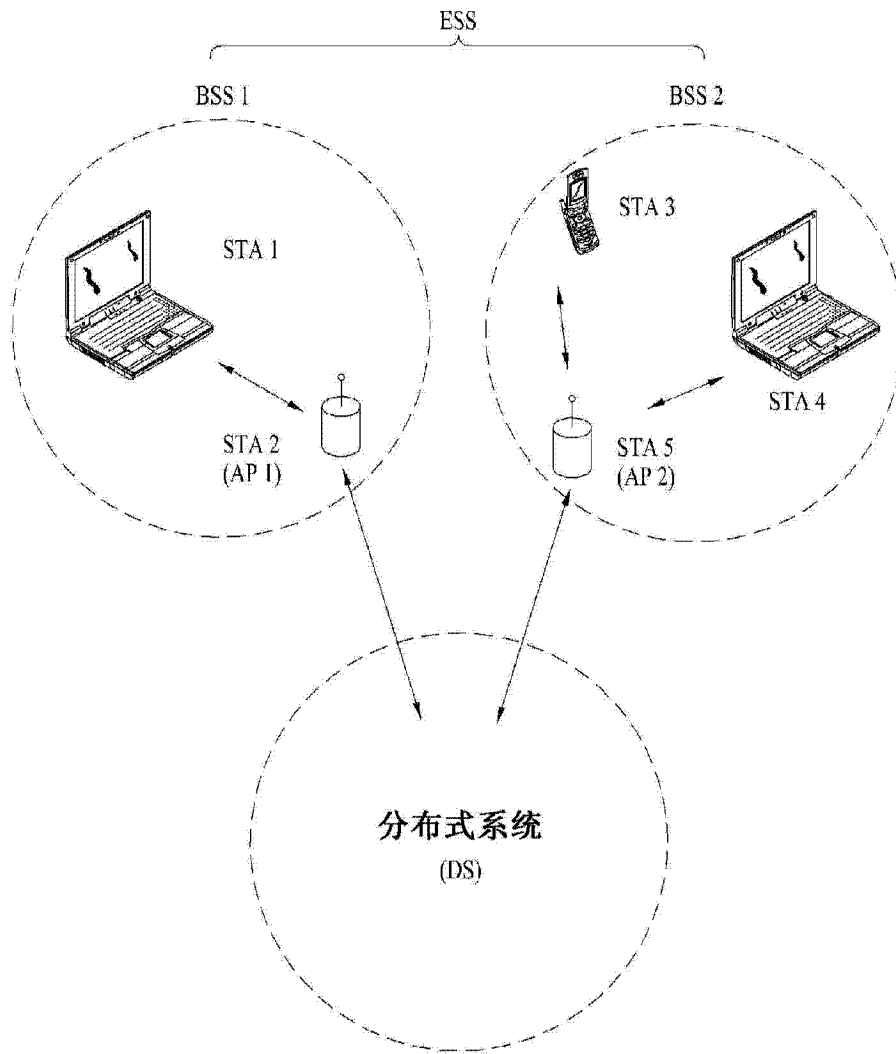 ESS
BSS 1
BSS 2
STA 1
STA 3
STA 4
STA 2
(AP 1)
STA 5
(AP 2)
分布式系统
(DS)